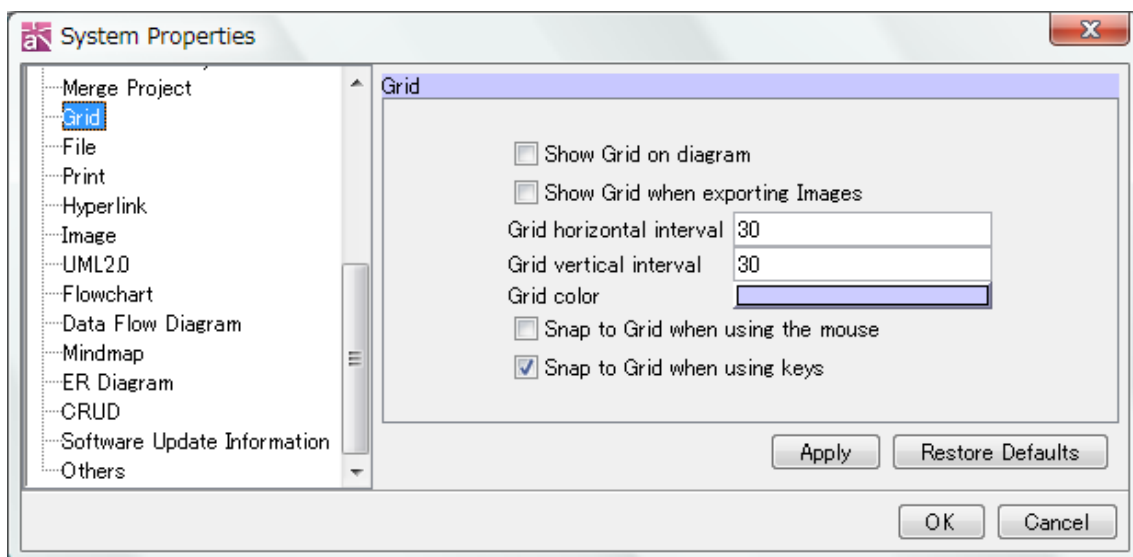 System Properties
Merge Project
Grid
File
Print
Hyperlink
Image
UML2.0
Flowchart
Data Flow Diagram
Mindmap
ER Diagram
CRUD
Software Update Information
Others
Grid
Show Grid on diagram
Show Grid when exporting Images
Grid horizontal interval 30
Grid vertical interval 30
Grid color
Snap to Grid when using the mouse
Snap to Grid when using keys
Apply Restore Defaults
OK Cancel